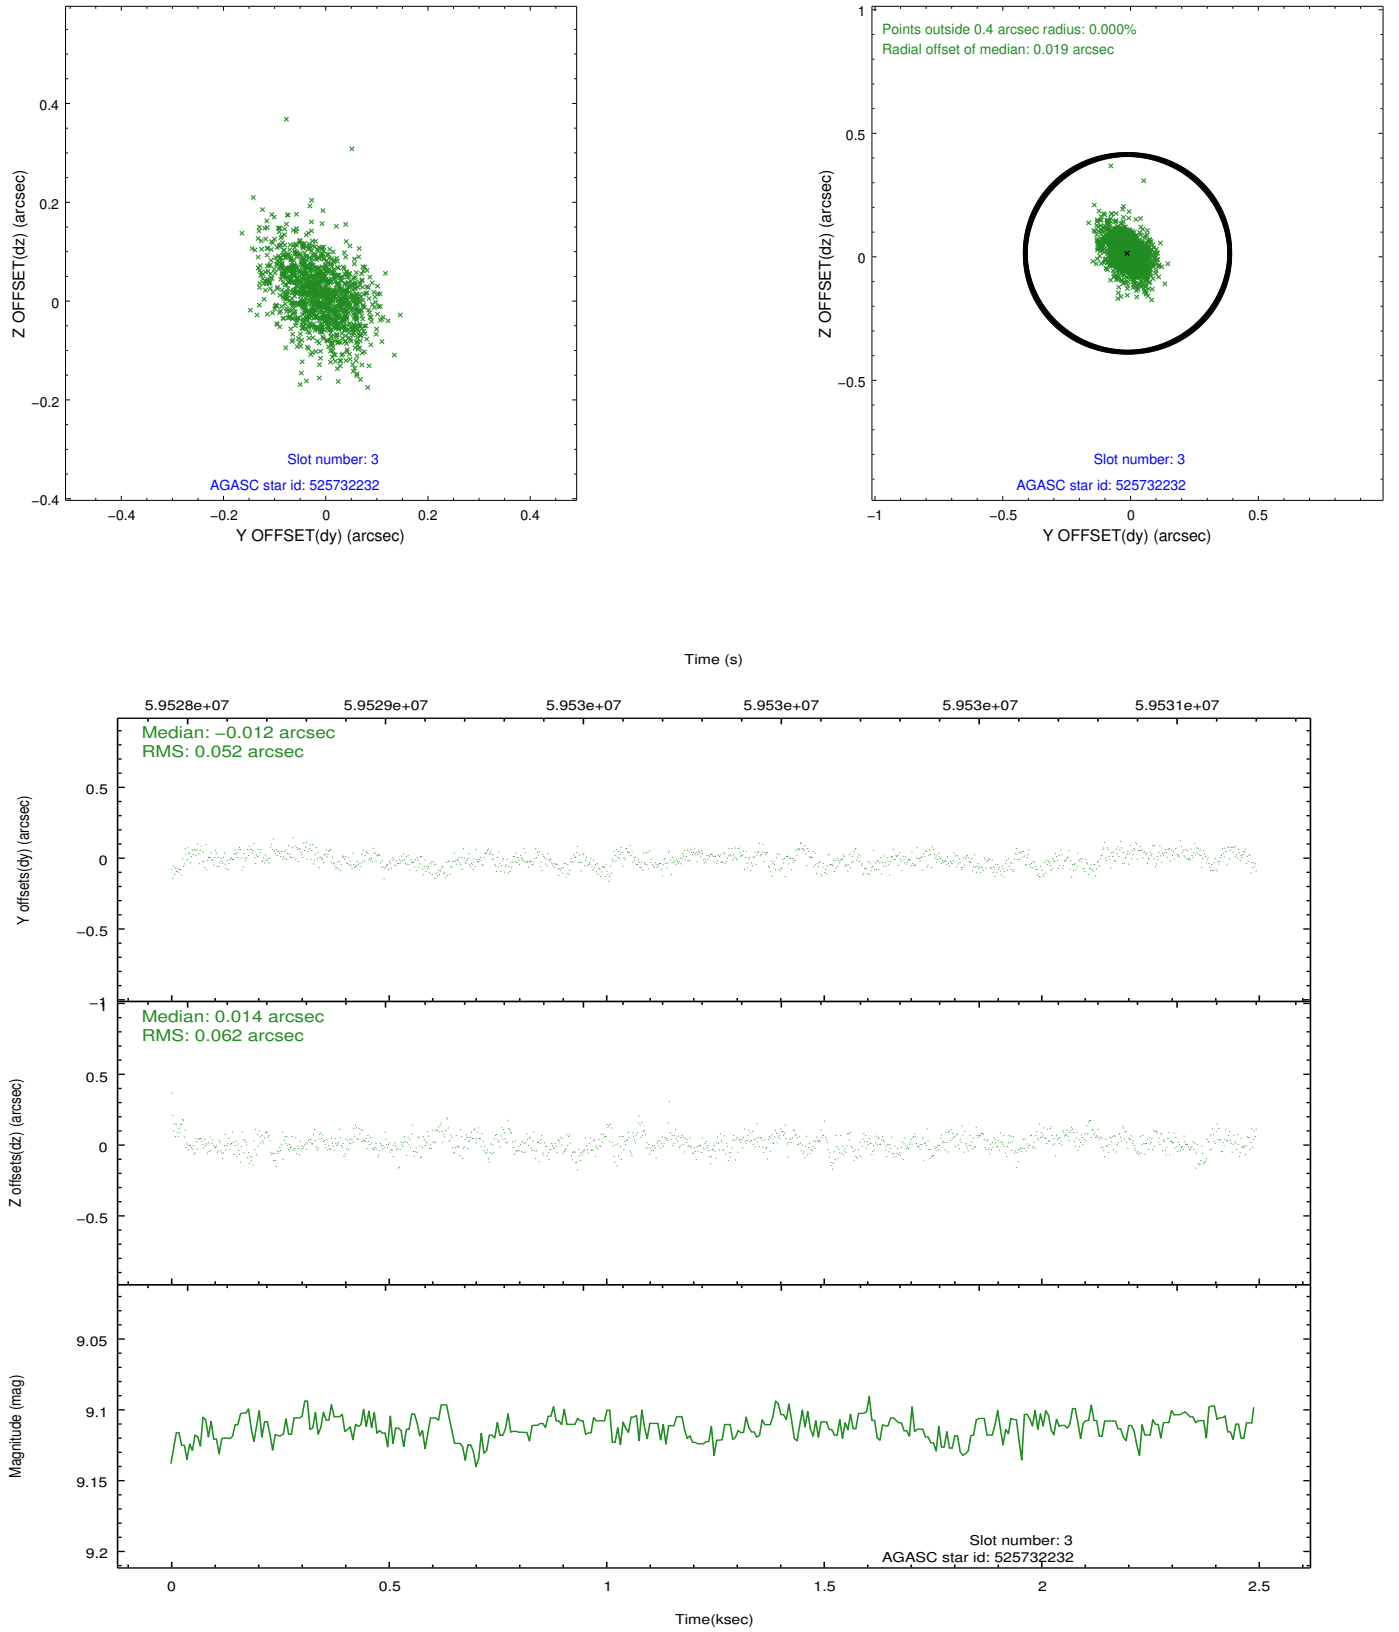 0.4
0.2
0
−0.2
−0.4
Z OFFSET(dz) (arcsec)
Slot number: 3
AGASC star id: 525732232
−0.4
−0.2
0
0.2
0.4
Y OFFSET(dy) (arcsec)
Points outside 0.4 arcsec radius: 0.000%
Radial offset of median: 0.019 arcsec
1
0.5
0
−0.5
Z OFFSET(dz) (arcsec)
Slot number: 3
AGASC star id: 525732232
−1
−0.5
0
0.5
Y OFFSET(dy) (arcsec)
Time (s)
5.9528e+07
5.9529e+07
5.953e+07
5.953e+07
5.953e+07
5.9531e+07
Median: −0.012 arcsec
RMS: 0.052 arcsec
0.5
0
−0.5
−1
Y offsets(dy) (arcsec)
Median: 0.014 arcsec
RMS: 0.062 arcsec
1
0.5
0
−0.5
Z offsets(dz) (arcsec)
9.05
9.1
9.15
9.2
Magnitude (mag)
Slot number: 3
AGASC star id: 525732232
0
0.5
1
1.5
2
2.5
Time(ksec)